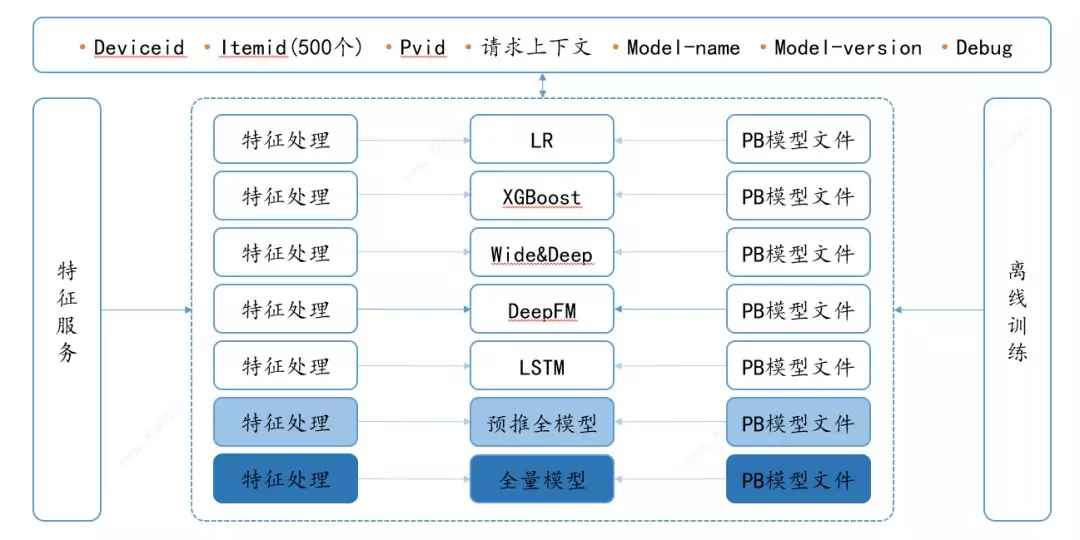 • Deviceid • Itemid(500个) • Pvid • 请求上下文 • Model-name • Model-version • Debug
特征服务
特征处理 LR PB模型文件
特征处理 XGBoost PB模型文件
特征处理 Wide&Deep PB模型文件
特征处理 DeepFM PB模型文件
特征处理 LSTM PB模型文件
特征处理 预推全模型 PB模型文件
特征处理 全量模型 PB模型文件
离线训练